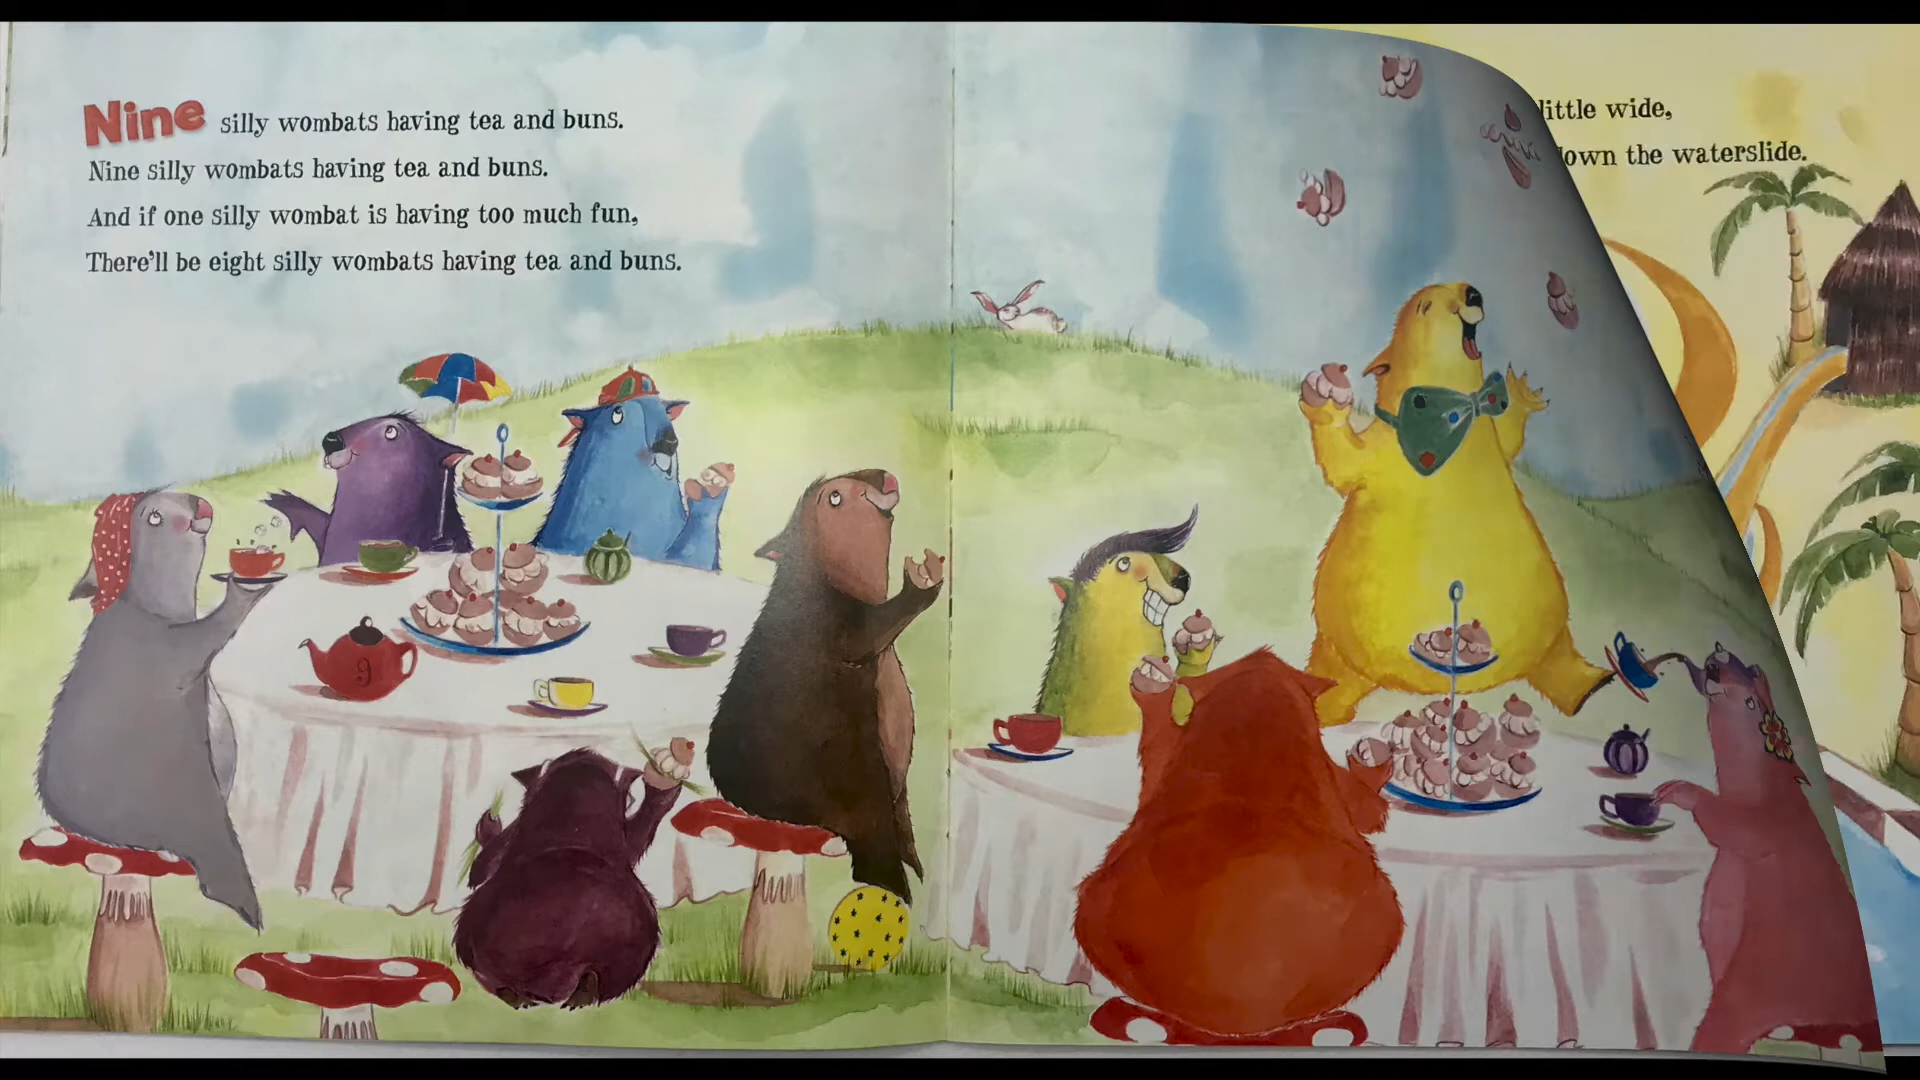 Nine silly wombats having tea and buns.
Nine silly wombats having tea and buns.
And if one silly wombat is having too much fun,
There'll be eight silly wombats having tea and buns.
little wide,
down the waterslide.
9